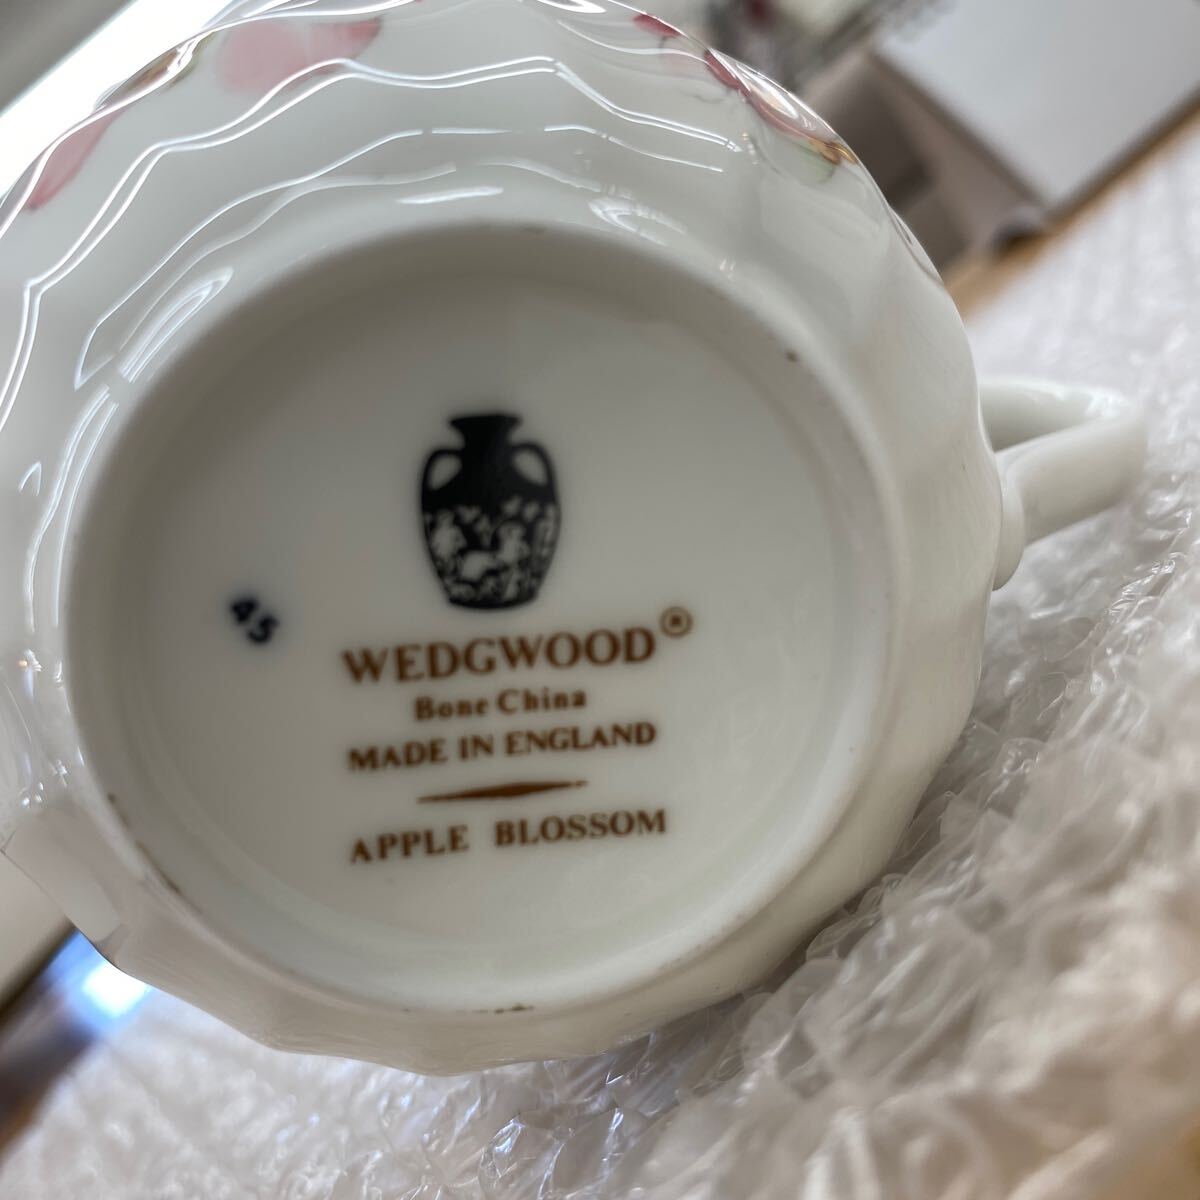 45
WEDGWOOD®
Bone China
MADE IN ENGLAND
APPLE BLOSSOM